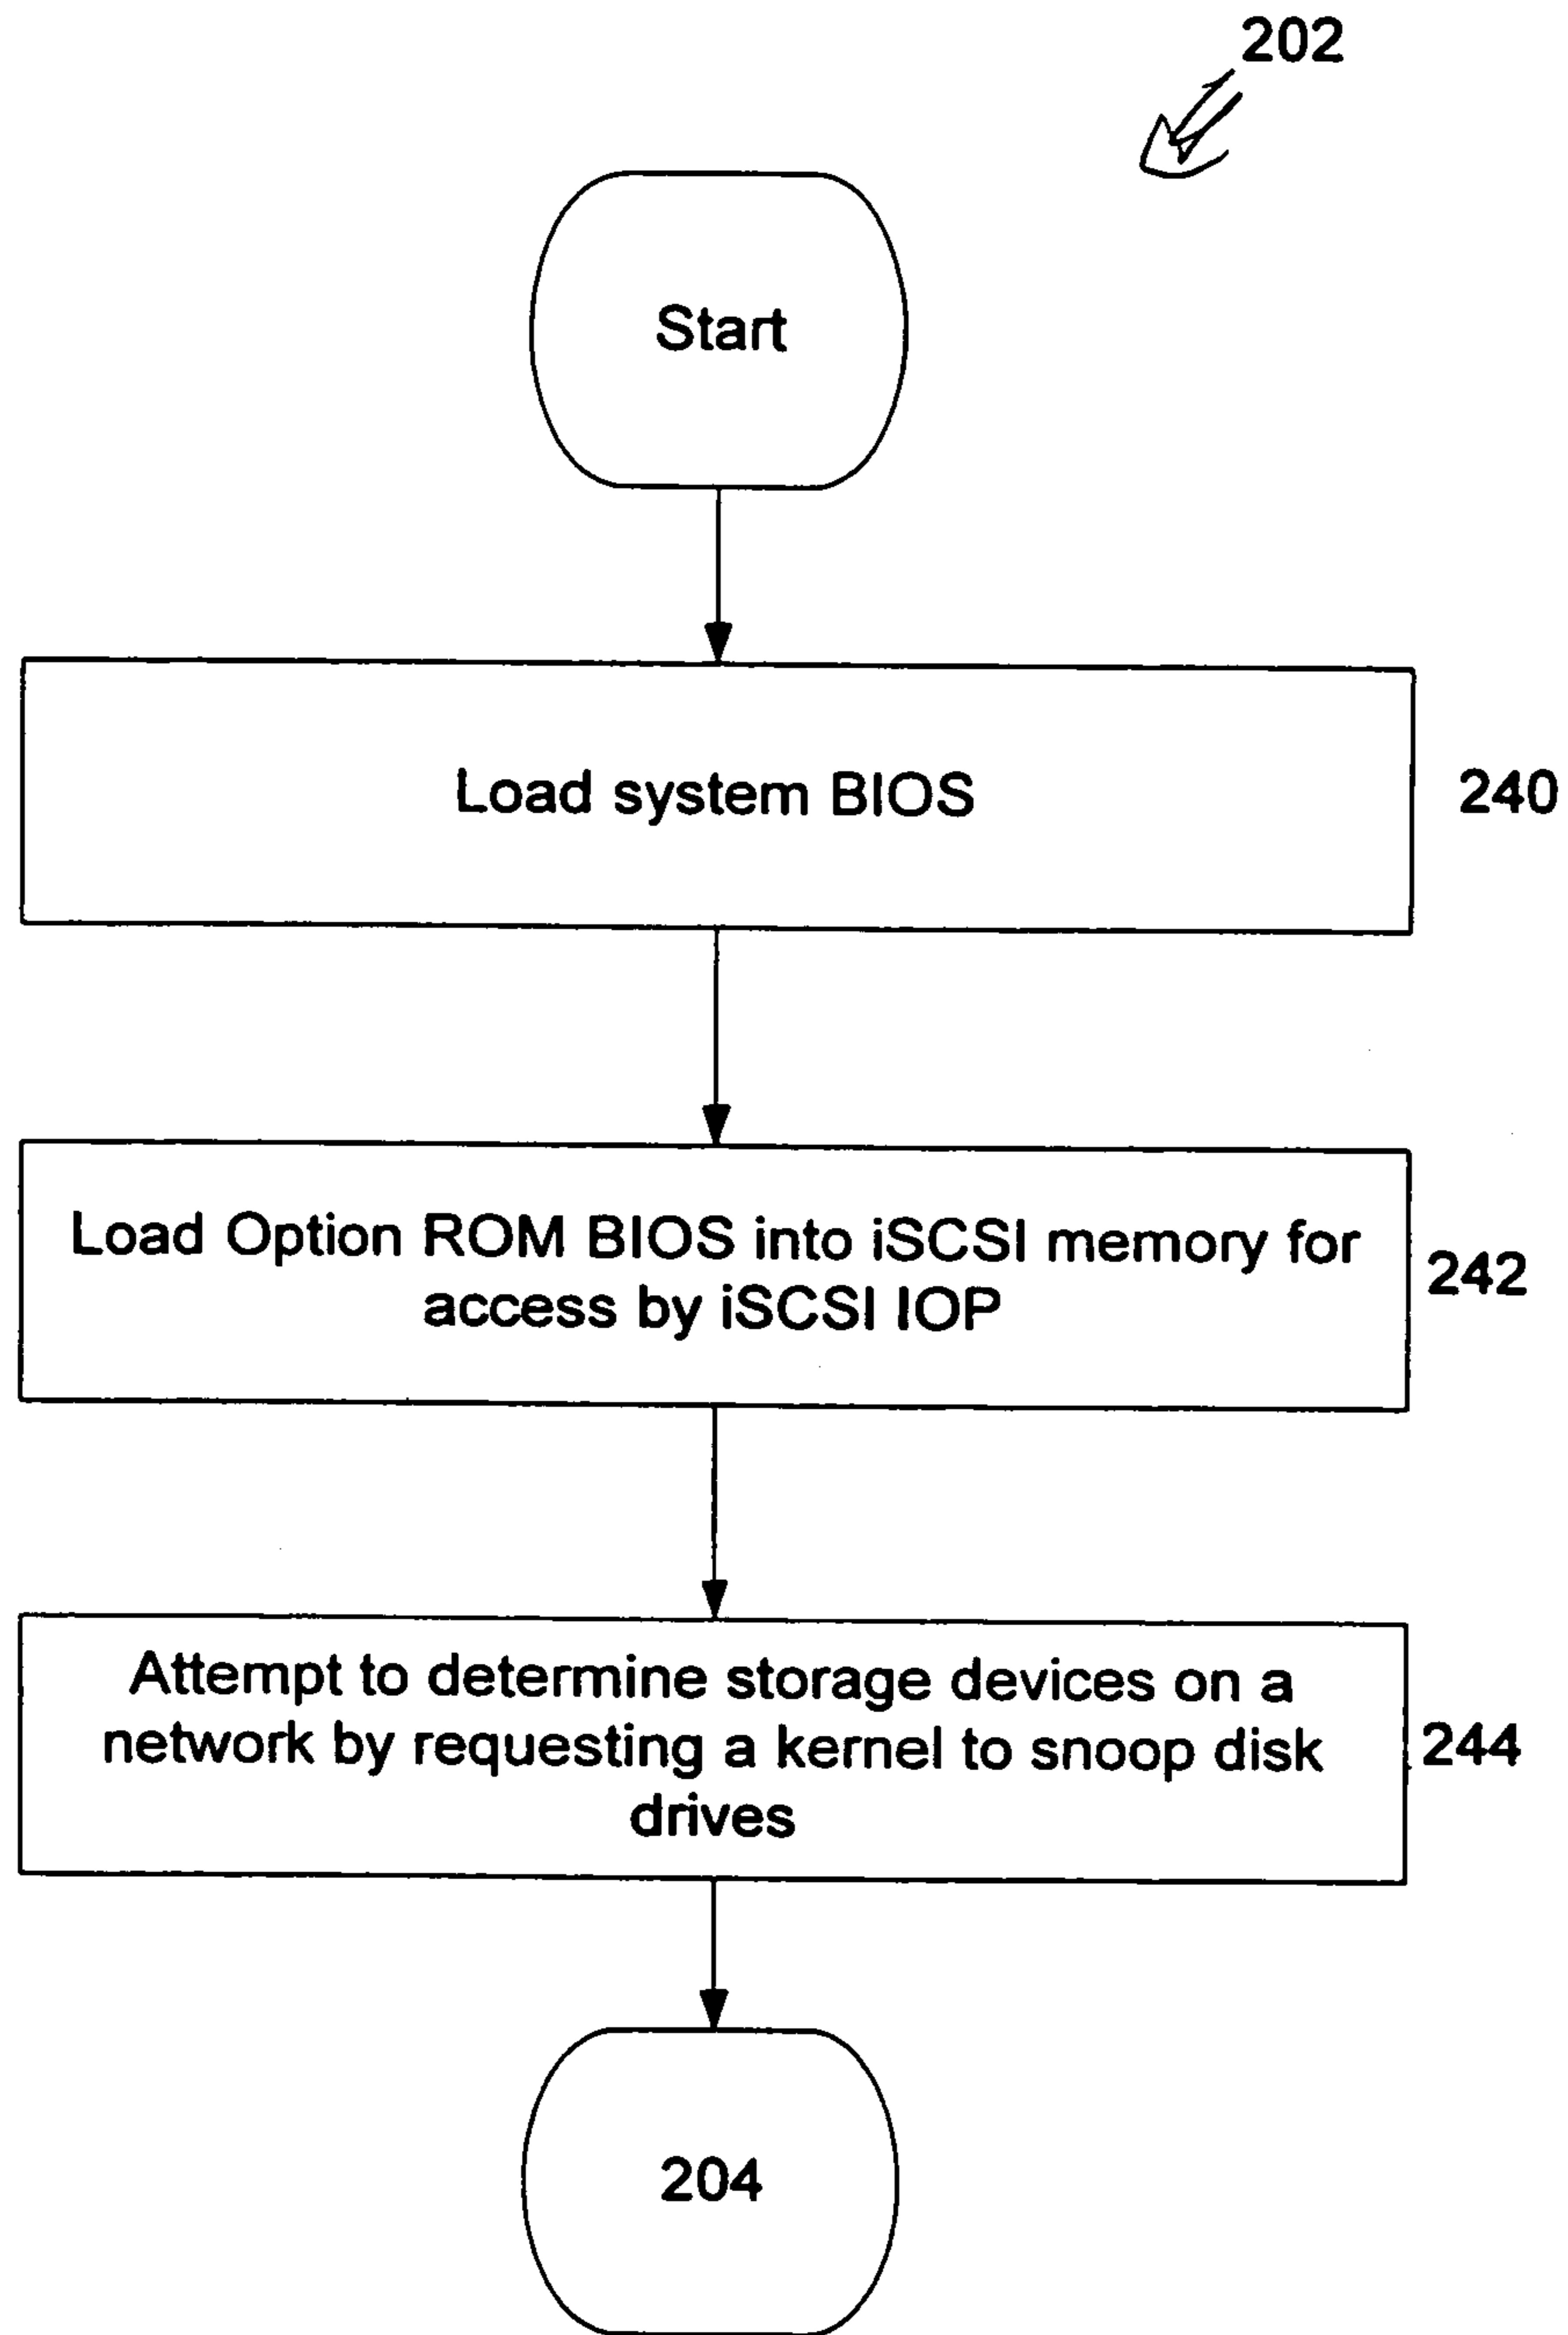 202
Start
Load system BIOS
240
Load Option ROM BIOS into iSCSI memory for
access by iSCSI IOP
242
Attempt to determine storage devices on a
network by requesting a kernel to snoop disk
drives
244
204